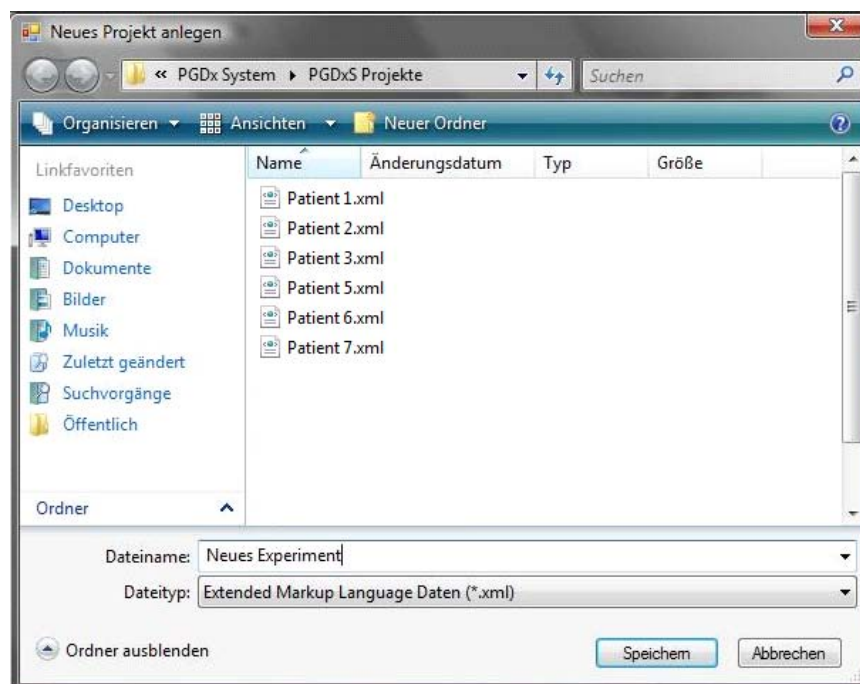 Neues Projekt anlegen
« PGDx System PGDxS Projekte Suchen
Organisieren Ansichten Neuer Ordner
Linkfavoriten
Desktop
Computer
Dokumente
Bilder
Musik
Zuletzt geändert
Suchvorgänge
Öffentlich
Ordner
Name Änderungsdatum Typ Größe
Patient 1.xml
Patient 2.xml
Patient 3.xml
Patient 5.xml
Patient 6.xml
Patient 7.xml
Dateiname: Neues Experiment
Dateityp: Extended Markup Language Daten (*.xml)
Ordner ausblenden Speichern Abbrechen